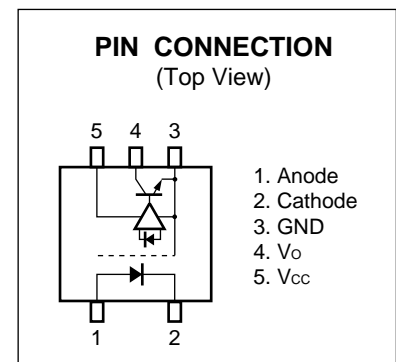 PIN CONNECTION
(Top View)
5 4 3
1. Anode
2. Cathode
3. GND
4. Vo
5. Vcc
1 2